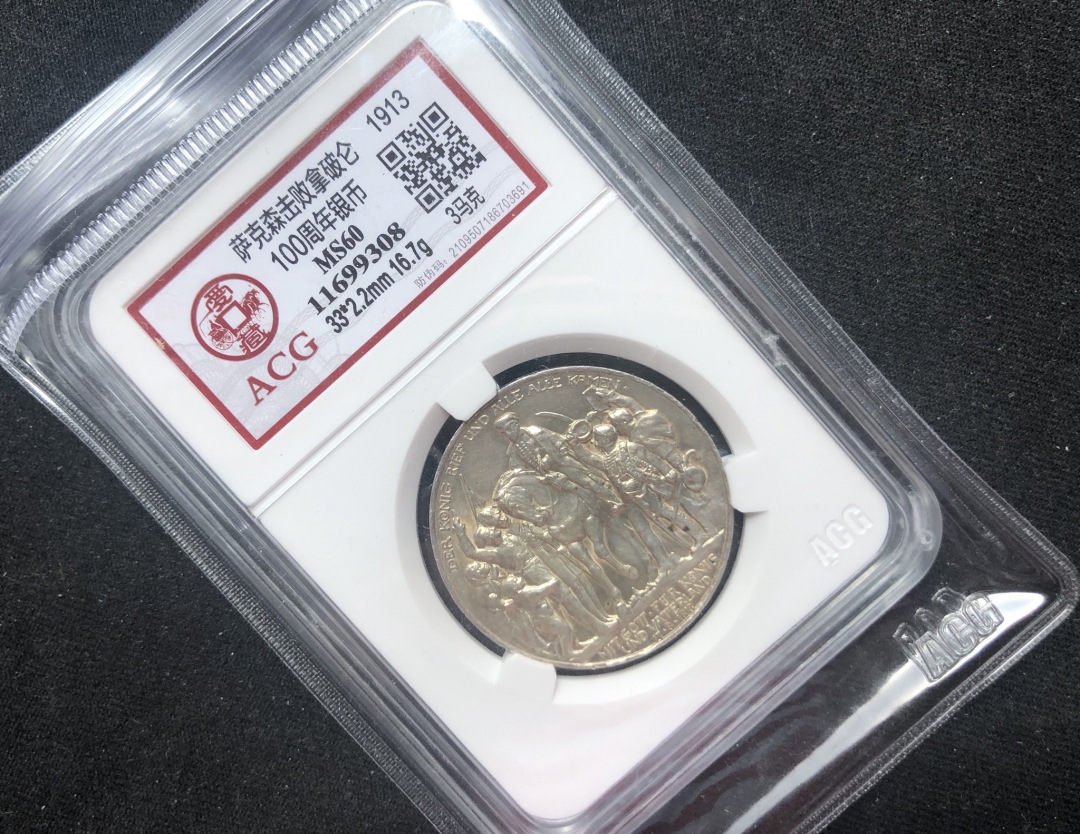 萨克森击败拿破仑 1913
100周年银币
MS60
11699308
33*2.2mm 16.7g
3马克
防伪码: 2109507186703691
ACG
DER KÖNIG RIEF UND ALLE ALLE KAMEN
MIT GOTT FÜR KÖNIG
UND VATERLAND
ACG
ACG